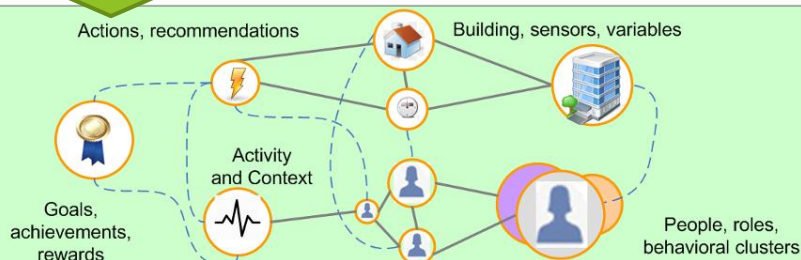 Actions, recommendations
Building, sensors, variables
Activity
and Context
Goals,
achievements,
rewards
People, roles,
behavioral clusters